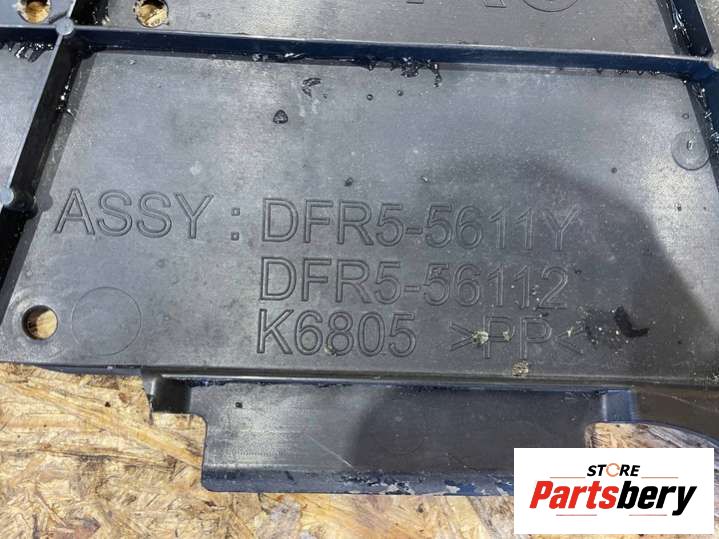 ASSY : DFR5-5611Y
DFR5-56112
K6805 >PP<
STORE
Partsbery